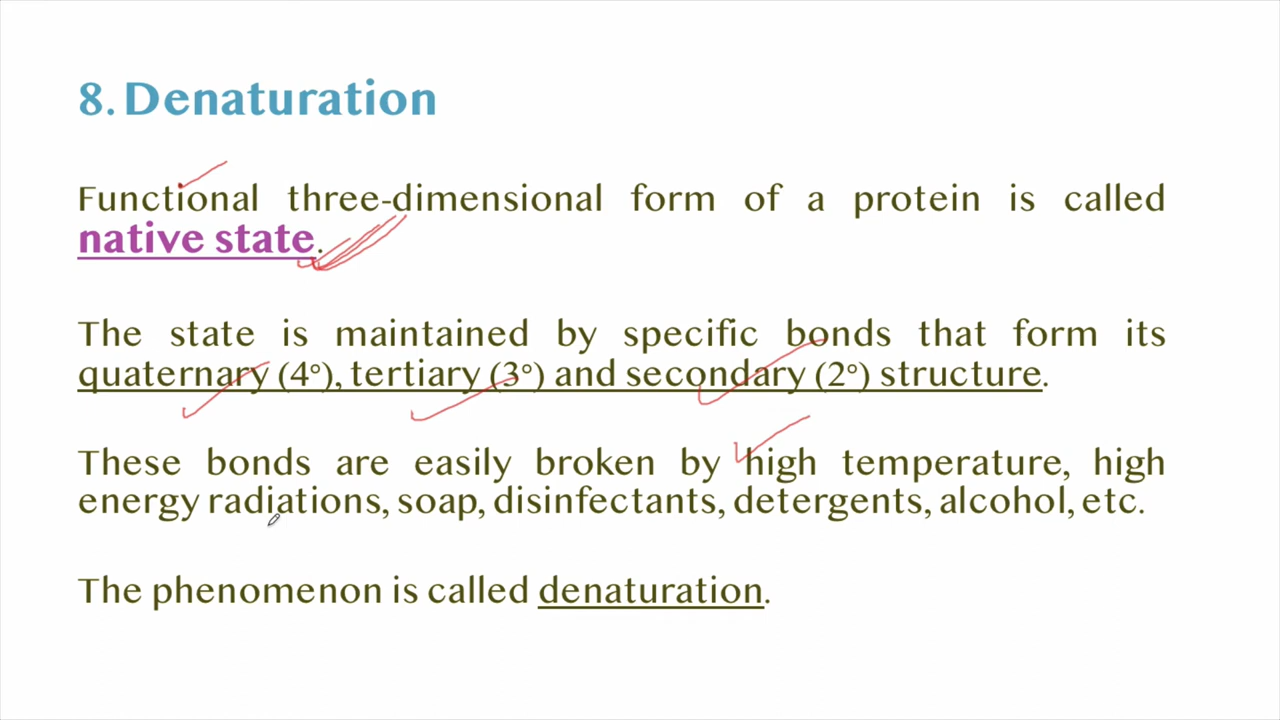 8. Denaturation
Functional three-dimensional form of a protein is called
native state.
The state is maintained by specific bonds that form its
quaternary (4°), tertiary (3°) and secondary (2°) structure.
These bonds are easily broken by high temperature, high
energy radiations, soap, disinfectants, detergents, alcohol, etc.
The phenomenon is called denaturation.